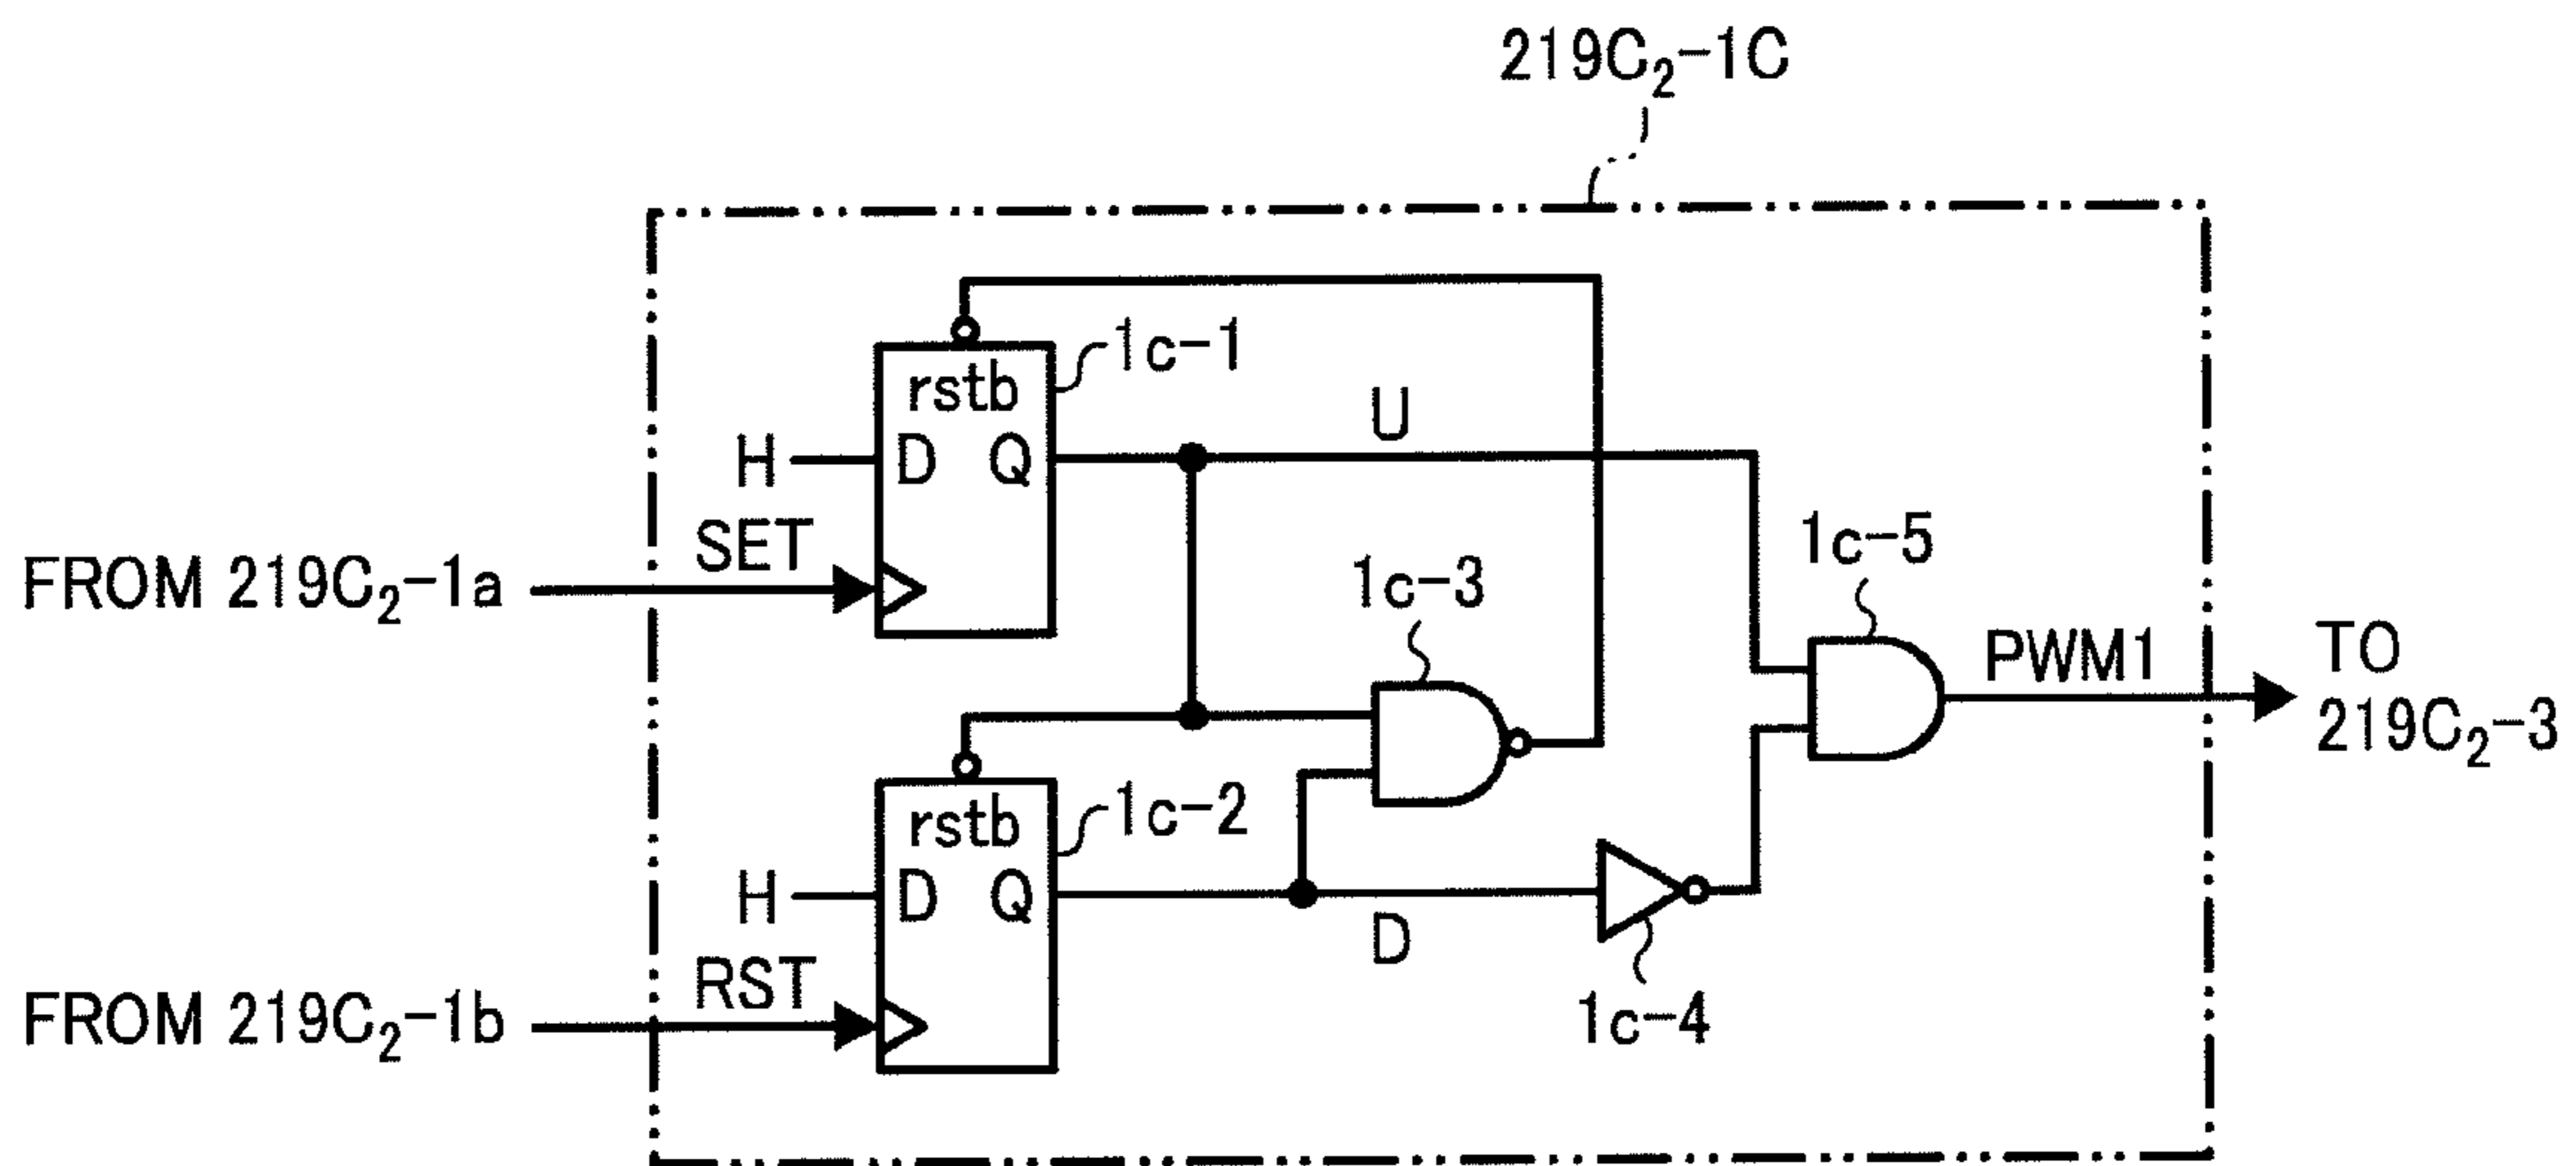 219C₂-1C
rstb
1c-1
U
H
D
Q
SET
FROM 219C₂-1a
1c-3
1c-5
PWM1
TO
219C₂-3
rstb
1c-2
H
D
Q
D
RST
FROM 219C₂-1b
1c-4